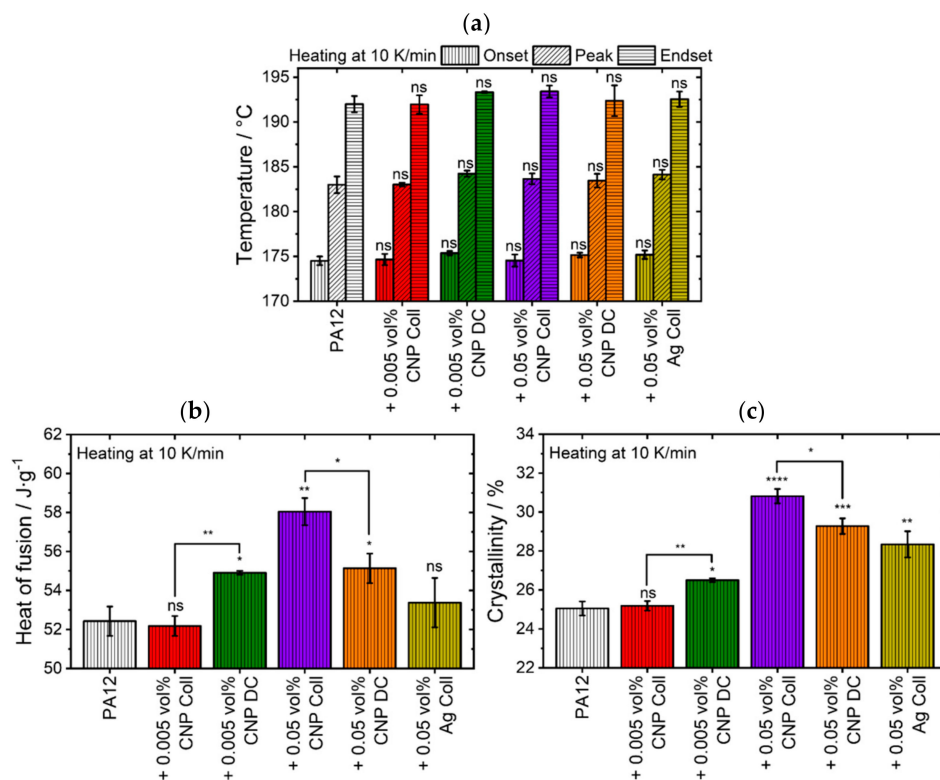 (a)
Heating at 10 K/min Onset Peak Endset
Temperature / °C
195
190
185
180
175
170
ns ns ns ns ns
ns ns ns ns ns
ns ns ns ns ns
PA12
+ 0.005 vol%
CNP Coll
+ 0.005 vol%
CNP DC
+ 0.05 vol%
CNP Coll
+ 0.05 vol%
CNP DC
+ 0.05 vol%
Ag Coll
(b)
Heating at 10 K/min
Heat of fusion / J·g⁻¹
62
60
58
56
54
52
50
*
**
**
*
*
ns
ns
PA12
+ 0.005 vol%
CNP Coll
+ 0.005 vol%
CNP DC
+ 0.05 vol%
CNP Coll
+ 0.05 vol%
CNP DC
+ 0.05 vol%
Ag Coll
(c)
Heating at 10 K/min
Crystallinity / %
34
32
30
28
26
24
22
*
****
***
**
**
*
ns
PA12
+ 0.005 vol%
CNP Coll
+ 0.005 vol%
CNP DC
+ 0.05 vol%
CNP Coll
+ 0.05 vol%
CNP DC
+ 0.05 vol%
Ag Coll